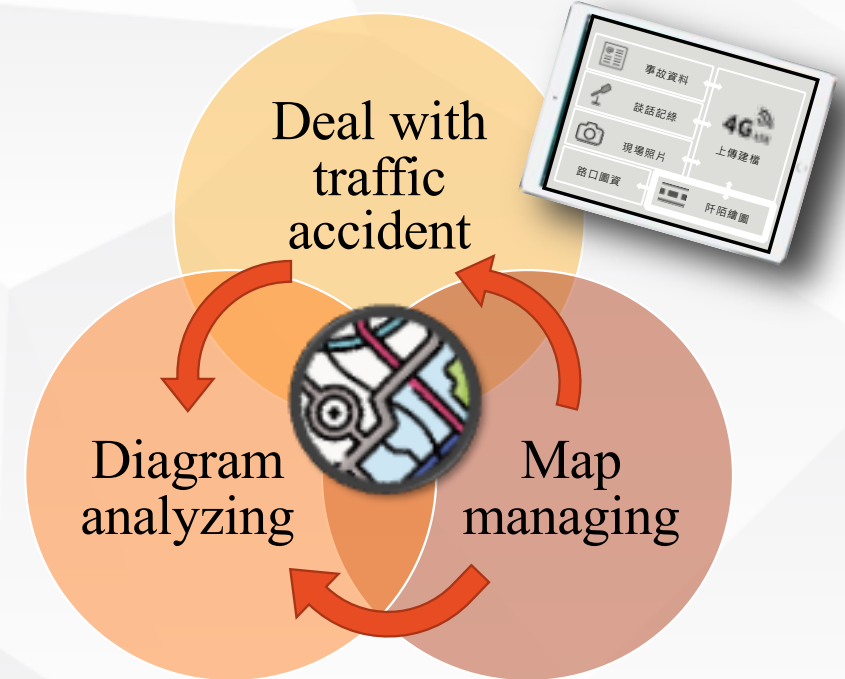 Deal with
traffic
accident
Diagram
analyzing
Map
managing
事故資料
談話記錄
現場照片
路口圖資
4G
上傳建檔
阡陌繪圖